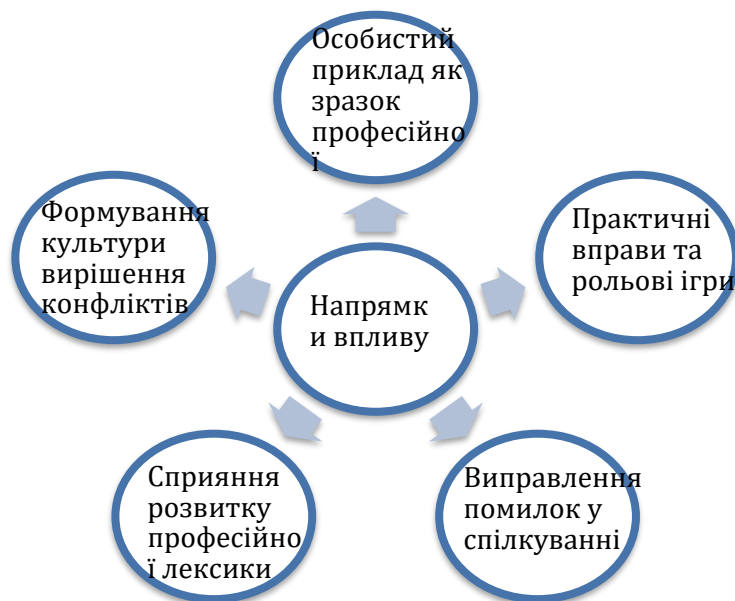 Особистий
приклад як
зразок
професійно
ї
Практичні
вправи та
рольові ігри
Виправлення
помилок у
спілкуванні
Сприяння
розвитку
професійно
ї лексики
Формування
культури
вирішення
конфліктів
Напрямк
и впливу